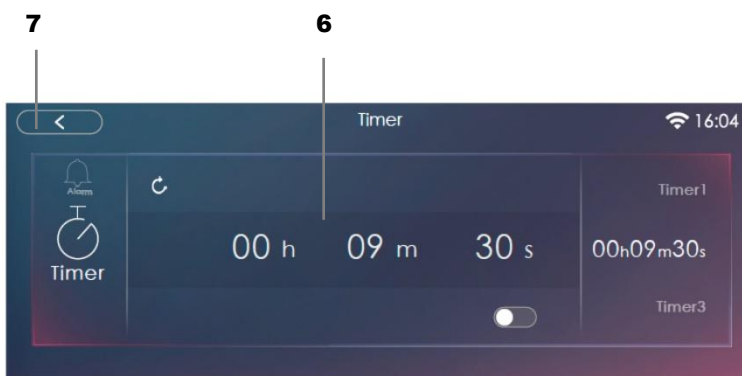 7 6
< Timer 16:04
Alarm
Timer
00 h 09 m 30 s
Timer1
00h09m30s
Timer3